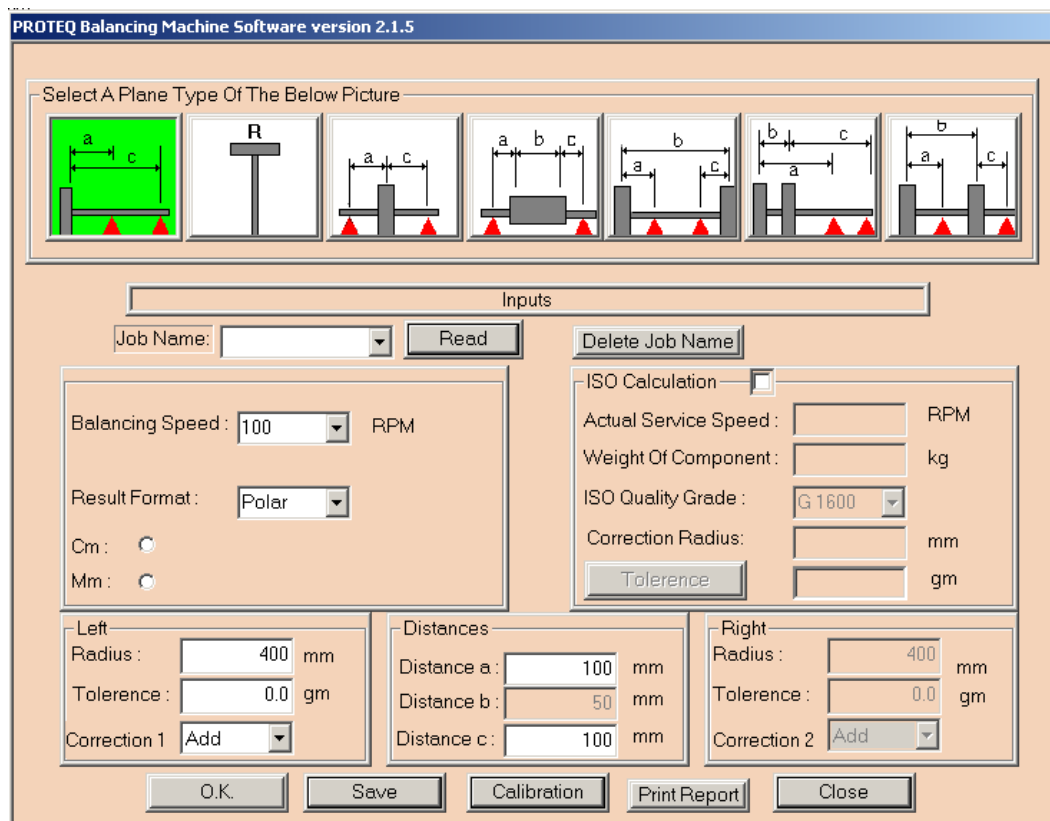 PROTEQ Balancing Machine Software version 2.1.5
Select A Plane Type Of The Below Picture
a c
R
a c
a b c
b a c
b c a
b a c
Inputs
Job Name: Read Delete Job Name
ISO Calculation
Balancing Speed : 100 RPM
Actual Service Speed : RPM
Weight Of Component : kg
Result Format : Polar
ISO Quality Grade : G 1600
Cm :
Correction Radius: mm
Mm :
Tolerence gm
Left
Radius : 400 mm
Tolerence : 0.0 gm
Correction 1 Add
Distances
Distance a : 100 mm
Distance b : 50 mm
Distance c : 100 mm
Right
Radius : 400 mm
Tolerence : 0.0 gm
Correction 2 Add
O.K. Save Calibration Print Report Close